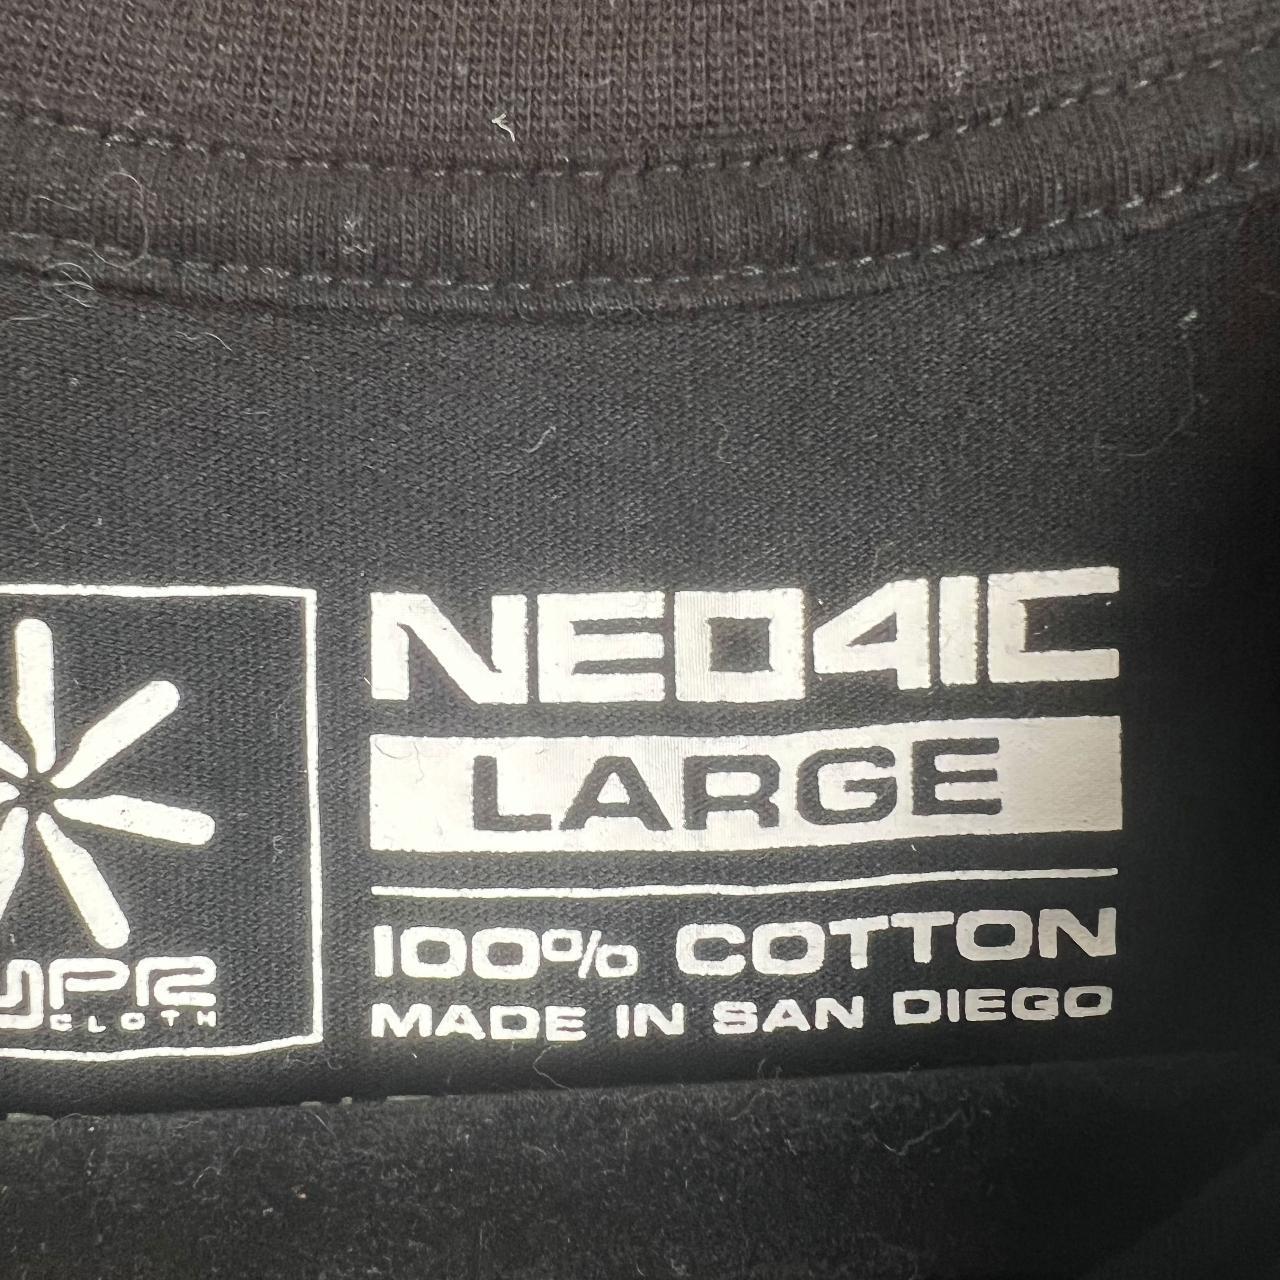 NEO4IC
LARGE
100% COTTON
MADE IN SAN DIEGO
CLOTH